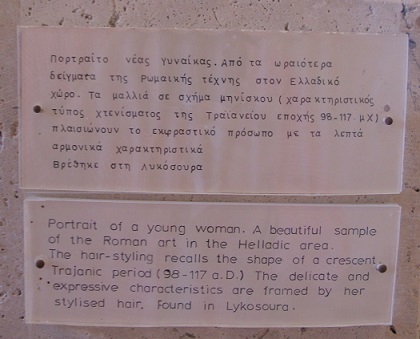 Πορτραίτο νέας γυναίκας. Από τα ωραιότερα
δείγματα της Ρωμαικής τέχνης στον Ελλαδικό
χώρο. Τα μαλλιά σε σχήμα μηνίσκου (χαρακτηριστικός
τύπος χτενίσματος της Τραιανείου εποχής 98-117 μΧ)
πλαισιώνουν το εκφραστικό πρόσωπο με τα λεπτά
αρμονικά χαρακτηριστικά
Βρέθηκε στη Λυκόσουρα
Portrait of a young woman. A beautiful sample
of the Roman art in the Helladic area.
The hair-styling recalls the shape of a crescent
Trajanic period (98-117 a.D.) The delicate and
expressive characteristics are framed by her
stylised hair. Found in Lykosoura.